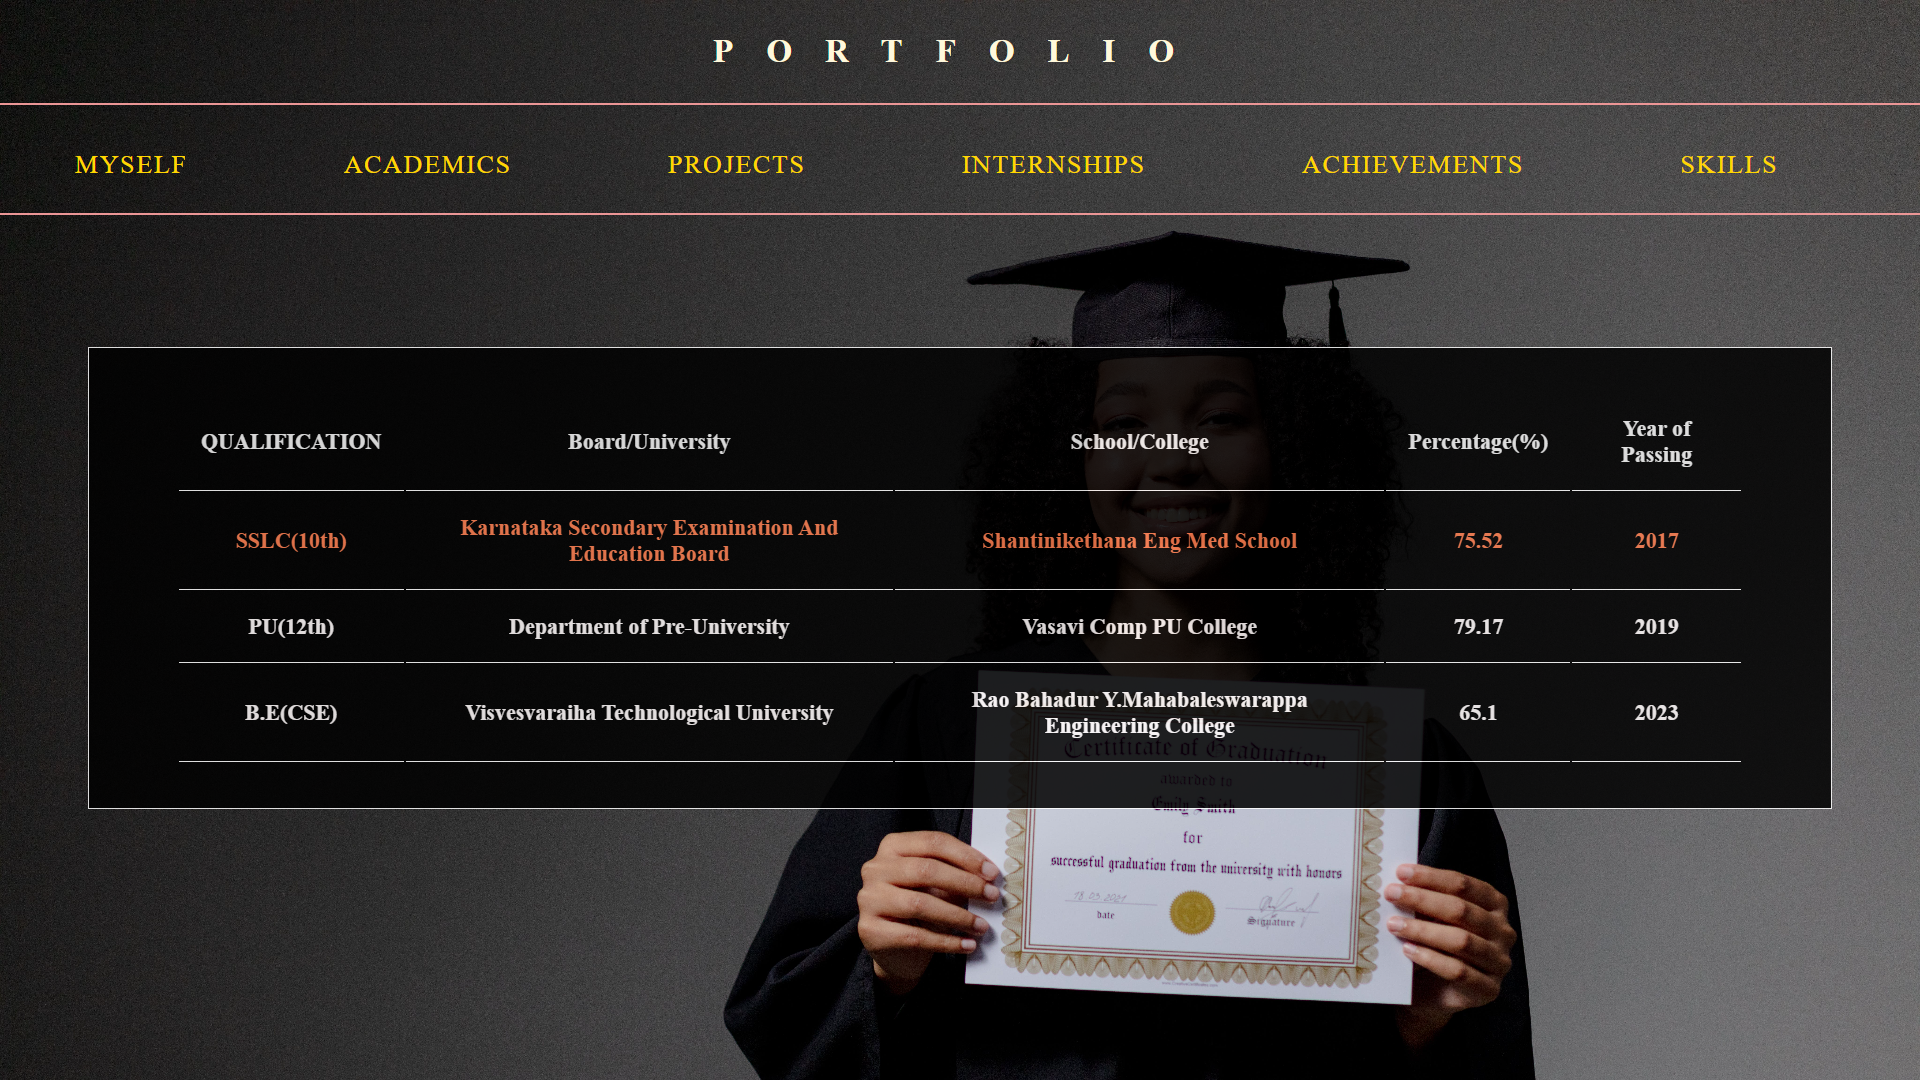 PORTFOLIO
MYSELF ACADEMICS PROJECTS INTERNSHIPS ACHIEVEMENTS SKILLS
QUALIFICATION Board/University School/College Percentage(%) Year of
Passing
SSLC(10th) Karnataka Secondary Examination And
Education Board Shantinikethana Eng Med School 75.52 2017
PU(12th) Department of Pre-University Vasavi Comp PU College 79.17 2019
B.E(CSE) Visvesvaraiha Technological University Rao Bahadur Y.Mahabaleswarappa
Engineering College 65.1 2023
Certificate of Graduation
awarded to
Emily Smith
for
successful graduation from the university with honors
18.03.2021
date Signature